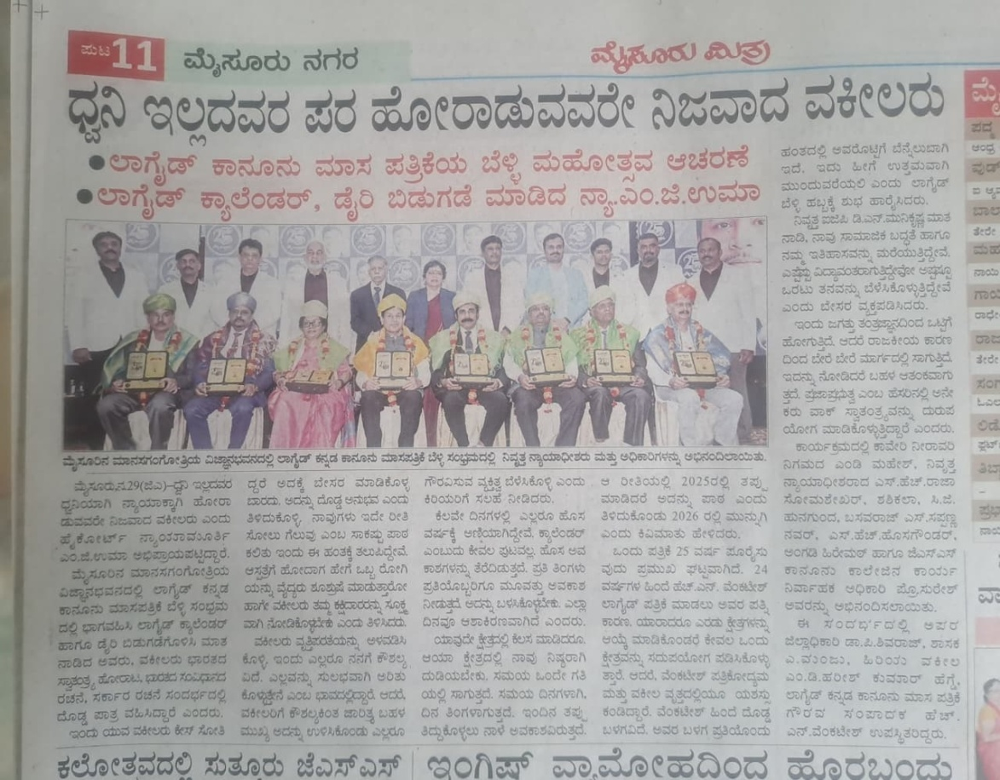 ಪುಟ 11 ಮೈಸೂರು ನಗರ
ಮೈಸೂರು ಮಿತ್ರ
ಧ್ವನಿ ಇಲ್ಲದವರ ಪರ ಹೋರಾಡುವವರೇ ನಿಜವಾದ ವಕೀಲರು
●ಲಾಗೈಡ್ ಕಾನೂನು ಮಾಸ ಪತ್ರಿಕೆಯ ಬೆಳ್ಳಿ ಮಹೋತ್ಸವ ಆಚರಣೆ
●ಲಾಗೈಡ್ ಕ್ಯಾಲೆಂಡರ್, ಡೈರಿ ಬಿಡುಗಡೆ ಮಾಡಿದ ನ್ಯಾ.ಎಂ.ಜಿ.ಉಮಾ
ಮೈಸೂರಿನ ಮಾನಸಗಂಗೋತ್ರಿಯ ವಿಜ್ಞಾನಭವನದಲ್ಲಿ ಲಾಗೈಡ್ ಕನ್ನಡ ಕಾನೂನು ಮಾಸಪತ್ರಿಕೆ ಬೆಳ್ಳಿ ಸಂಭ್ರಮದಲ್ಲಿ ನಿವೃತ್ತ ನ್ಯಾಯಾಧೀಶರು ಮತ್ತು ಅಧಿಕಾರಿಗಳನ್ನು ಅಭಿನಂದಿಸಲಾಯಿತು.
ಮೈಸೂರು,ನ.29(ಜಿಎ)–ಧ್ವನಿ ಇಲ್ಲದವರ
ಧ್ವನಿಯಾಗಿ ನ್ಯಾಯಕ್ಕಾಗಿ ಹೋರಾ
ಡುವವರೇ ನಿಜವಾದ ವಕೀಲರು ಎಂದು
ಹೈಕೋರ್ಟ್ ನ್ಯಾಯಾಮೂರ್ತಿ
ಎಂ.ಜಿ.ಉಮಾ ಅಭಿಪ್ರಾಯಪಟ್ಟಿದ್ದಾರೆ.
ಮೈಸೂರಿನ ಮಾನಸಗಂಗೋತ್ರಿಯ
ವಿಜ್ಞಾನಭವನದಲ್ಲಿ ಲಾಗೈಡ್ ಕನ್ನಡ
ಕಾನೂನು ಮಾಸಪತ್ರಿಕೆ ಬೆಳ್ಳಿ ಸಂಭ್ರಮ
ದಲ್ಲಿ ಭಾಗವಹಿಸಿ ಲಾಗೈಡ್ ಕ್ಯಾಲೆಂಡರ್
ಹಾಗೂ ಡೈರಿ ಬಿಡುಗಡೆಗೊಳಿಸಿ ಮಾತ
ನಾಡಿದ ಅವರು, ವಕೀಲರು ಭಾರತದ
ಸ್ವಾತಂತ್ರ್ಯ ಹೋರಾಟ, ಭಾರತದ ಸಂವಿಧಾನದ
ರಚನೆ, ಸರ್ಕಾರ ರಚನೆ ಸಂದರ್ಭದಲ್ಲಿ
ದೊಡ್ಡ ಪಾತ್ರ ವಹಿಸಿದ್ದಾರೆ ಎಂದರು.
ಇಂದು ಯುವ ವಕೀಲರು ಕೇಸ್ ಸೋತಿ
ದ್ದರೆ ಅದಕ್ಕೆ ಬೇಸರ ಮಾಡಿಕೊಳ್ಳ
ಬಾರದು. ಅದನ್ನು ದೊಡ್ಡ ಅನುಭವ ಎಂದು
ತಿಳಿದುಕೊಳ್ಳಿ. ನಾವುಗಳು ಇದೇ ರೀತಿ
ಸೋಲು ಗೆಲುವು ಎಂಬ ಸಾಕಷ್ಟು ಪಾಠ
ಕಲಿತು ಇಂದು ಈ ಹಂತಕ್ಕೆ ತಲುಪಿದ್ದೇವೆ.
ಆಸ್ಪತ್ರೆಗೆ ಹೋದಾಗ ಹೇಗೆ ಒಬ್ಬ ರೋಗಿ
ಯನ್ನು ವೈದ್ಯರು ಶೂಶ್ರುಷೆ ಮಾಡುತ್ತಾರೋ
ಹಾಗೇ ವಕೀಲರು ತಮ್ಮ ಕಕ್ಷಿದಾರರನ್ನು ಸೂಕ್ಷ್ಮ
ವಾಗಿ ನೋಡಿಕೊಳ್ಳಬೇಕು ಎಂದು ತಿಳಿಸಿದರು.
ವಕೀಲರು ವೃತ್ತಿಪರತೆಯನ್ನು ಅಳವಡಿಸಿ
ಕೊಳ್ಳಿ. ಇಂದು ಎಲ್ಲರೂ ನನಗೆ ಕೌಶಲ್ಯ
ವಿದೆ. ಎಲ್ಲವನ್ನು ಸುಲಭವಾಗಿ ಅರಿತು
ಕೊಳ್ಳುತ್ತೇನೆ ಎಂಬ ಭಾವದಲ್ಲಿದ್ದಾರೆ. ಆದರೆ,
ವಕೀಲರಿಗೆ ಕೌಶಲ್ಯಕಿಂತ ಚಾರಿತ್ರ್ಯ ಬಹಳ
ಮುಖ್ಯ ಅದನ್ನು ಉಳಿಸಿಕೊಂಡು ಎಲ್ಲರೂ
ಗೌರವಿಸುವ ವ್ಯಕ್ತಿತ್ವ ಬೆಳೆಸಿಕೊಳ್ಳಿ ಎಂದು
ಕಿರಿಯರಿಗೆ ಸಲಹೆ ನೀಡಿದರು.
ಕೆಲವೇ ದಿನಗಳಲ್ಲಿ ಎಲ್ಲರೂ ಹೊಸ
ವರ್ಷಕ್ಕೆ ಅಣಿಯಾಗಿದ್ದೇವೆ. ಕ್ಯಾಲೆಂಡರ್
ಎಂಬುದು ಕೇವಲ ಪುಟವಲ್ಲ. ಹೊಸ ಅವ
ಕಾಶಗಳನ್ನು ತೆರೆದಿಡುತ್ತದೆ. ಪ್ರತಿ ತಿಂಗಳು
ಪ್ರತಿಯೊಬ್ಬರಿಗೂ ಮೂವತ್ತು ಅವಕಾಶ
ನೀಡುತ್ತದೆ. ಅದನ್ನು ಬಳಸಿಕೊಳ್ಳಬೇಕು. ಎಲ್ಲಾ
ದಿನವೂ ಆಶಾಕಿರಣವಾಗಿದೆ ಎಂದರು.
ಯಾವುದೇ ಕ್ಷೇತ್ರದಲ್ಲಿ ಕೆಲಸ ಮಾಡಿದರೂ,
ಆಯಾ ಕ್ಷೇತ್ರದಲ್ಲಿ ನಾವು ನಿಷ್ಠರಾಗಿ
ದುಡಿಯಬೇಕು. ಸಮಯ ಒಂದೇ ಗತಿ
ಯಲ್ಲಿ ಸಾಗುತ್ತದೆ. ಸಮಯ ದಿನಗಳಾಗಿ,
ದಿನ ತಿಂಗಳಾಗುತ್ತದೆ. ಇಂದಿನ ತಪ್ಪು
ತಿದ್ದುಕೊಳ್ಳಲು ನಾಳೆ ಅವಕಾಶವಿರುತ್ತದೆ.
ಆ ರೀತಿಯಲ್ಲಿ 2025ರಲ್ಲಿ ತಪ್ಪು
ಮಾಡಿದರೆ ಅದನ್ನು ಪಾಠ ಎಂದು
ತಿಳಿದುಕೊಂಡು 2026 ರಲ್ಲಿ ಮುನ್ನುಗಿ
ಎಂದು ಕಿವಿಮಾತು ಹೇಳಿದರು.
ಒಂದು ಪತ್ರಿಕೆ 25 ವರ್ಷ ಪೂರೈಸು
ವುದು ಪ್ರಮುಖ ಘಟ್ಟವಾಗಿದೆ. 24
ವರ್ಷಗಳ ಹಿಂದೆ ಹೆಚ್.ಎನ್. ವೆಂಕಟೇಶ್
ಲಾಗೈಡ್ ಪತ್ರಿಕೆ ಮಾಡಲು ಅವರ ಪತ್ನಿ
ಕಾರಣ. ಯಾರಾದರೂ ಎರಡು ಕ್ಷೇತ್ರಗಳನ್ನು
ಆಯ್ಕೆ ಮಾಡಿಕೊಂಡರೆ ಕೇವಲ ಒಂದು
ಕ್ಷೇತ್ರವನ್ನು ಸದುಪಯೋಗ ಪಡಿಸಿಕೊಳ್ಳು
ತ್ತಾರೆ. ಆದರೆ, ವೆಂಕಟೇಶ್ ಪತ್ರಿಕೋದ್ಯಮ
ಮತ್ತು ವಕೀಲ ವೃತ್ತದಲ್ಲಿಯೂ ಯಶಸ್ಸು
ಕಂಡಿದ್ದಾರೆ. ವೆಂಕಟೇಶ್ ಹಿಂದೆ ದೊಡ್ಡ
ಬಳಗವಿದೆ. ಅವರ ಬಳಗ ಪ್ರತಿಯೊಂದು
ಹಂತದಲ್ಲಿ ಅವರೊಟ್ಟಿಗೆ ಬೆನ್ನೆಲುಬಾಗಿ
ಇದೆ. ಇದು ಹೀಗೆ ಉತ್ತಮವಾಗಿ
ಮುಂದುವರೆಯಲಿ ಎಂದು ಲಾಗೈಡ್
ಬೆಳ್ಳಿ ಹಬ್ಬಕ್ಕೆ ಶುಭ ಹಾರೈಸಿದರು.
ನಿವೃತ್ತ ಐಜಿಪಿ ಡಿ.ಎನ್.ಮುನಿಕೃಷ್ಣ ಮಾತ
ನಾಡಿ, ನಾವು ಸಾಮಾಜಿಕ ಬದ್ಧತೆ ಹಾಗೂ
ನಮ್ಮ ಇತಿಹಾಸವನ್ನು ಮರೆಯುತ್ತಿದ್ದೇವೆ.
ಎಷ್ಟೆಷ್ಟು ವಿದ್ಯಾವಂತರಾಗುತ್ತಿದ್ದೇವೋ ಅಷ್ಟಷ್ಟೂ
ಒರಟು ತನವನ್ನು ಬೆಳೆಸಿಕೊಳ್ಳುತ್ತಿದ್ದೇವೆ
ಎಂದು ಬೇಸರ ವ್ಯಕ್ತಪಡಿಸಿದರು.
ಇಂದು ಜಗತ್ತು ತಂತ್ರಜ್ಞಾನದಿಂದ ಒಟ್ಟಿಗೆ
ಹೋಗುತ್ತಿದೆ. ಆದರೆ ರಾಜಕೀಯ ಕಾರಣ
ದಿಂದ ಬೇರೆ ಬೇರೆ ಮಾರ್ಗದಲ್ಲಿ ಸಾಗುತ್ತಿದೆ.
ಇದನ್ನು ನೋಡಿದರೆ ಬಹಳ ಆತಂಕವಾಗು
ತ್ತದೆ. ಪ್ರಜಾಪ್ರಭುತ್ವ ಎಂಬ ಹೆಸರಿನಲ್ಲಿ ಅನೇ
ಕರು ವಾಕ್ ಸ್ವಾತಂತ್ರ್ಯವನ್ನು ದುರುಪ
ಯೋಗ ಮಾಡಿಕೊಳ್ಳುತ್ತಿದ್ದಾರೆ ಎಂದರು.
ಕಾರ್ಯಕ್ರಮದಲ್ಲಿ ಕಾವೇರಿ ನೀರಾವರಿ
ನಿಗಮದ ಎಂಡಿ ಮಹೇಶ್, ನಿವೃತ್ತ
ನ್ಯಾಯಾಧೀಶರಾದ ಎಸ್.ಹೆಚ್.ರಾಜಾ
ಸೋಮಶೇಖರ್, ಶಶಿಕಲಾ, ಸಿ.ಜಿ.
ಹುನಗುಂದ, ಬಸವರಾಜ್ ಎಸ್.ಸಪ್ಪಣ್ಣ
ನವರ್, ಎಸ್.ಹೆಚ್.ಹೊಸಗೌಂಡರ್,
ಅಂಗಡಿ ಹಿರೇಮಠ್ ಹಾಗೂ ಜೆಎಸ್‌ಎಸ್
ಕಾನೂನು ಕಾಲೇಜಿನ ಕಾರ್ಯ
ನಿರ್ವಾಹಕ ಅಧಿಕಾರಿ ಪ್ರೊ.ಸುರೇಶ್
ಅವರನ್ನು ಅಭಿನಂದಿಸಲಾಯಿತು.
ಈ ಸಂದರ್ಭದಲ್ಲಿ ಅಪರ
ಜಿಲ್ಲಾಧಿಕಾರಿ ಡಾ.ಪಿ.ಶಿವರಾಜ್, ಶಾಸಕ
ಎ.ಮಂಜು, ಹಿರಿಯ ವಕೀಲ
ಎಂ.ಡಿ.ಹರೀಶ್ ಕುಮಾರ್ ಹೆಗ್ಡೆ,
ಲಾಗೈಡ್ ಕನ್ನಡ ಕಾನೂನು ಮಾಸ ಪತ್ರಿಕೆ
ಗೌರವ ಸಂಪಾದಕ ಹೆಚ್.
ಎನ್.ವೆಂಕಟೇಶ್ ಉಪಸ್ಥಿತರಿದ್ದರು.
ಕಲೋತ್ಸವದಲ್ಲಿ ಸುತ್ತೂರು ಜೆಎಸ್‌ಎಸ್
ಇಂಗ್ಲಿಷ್ ವ್ಯಾಮೋಹದಿಂದ ಹೊರಬಂದು